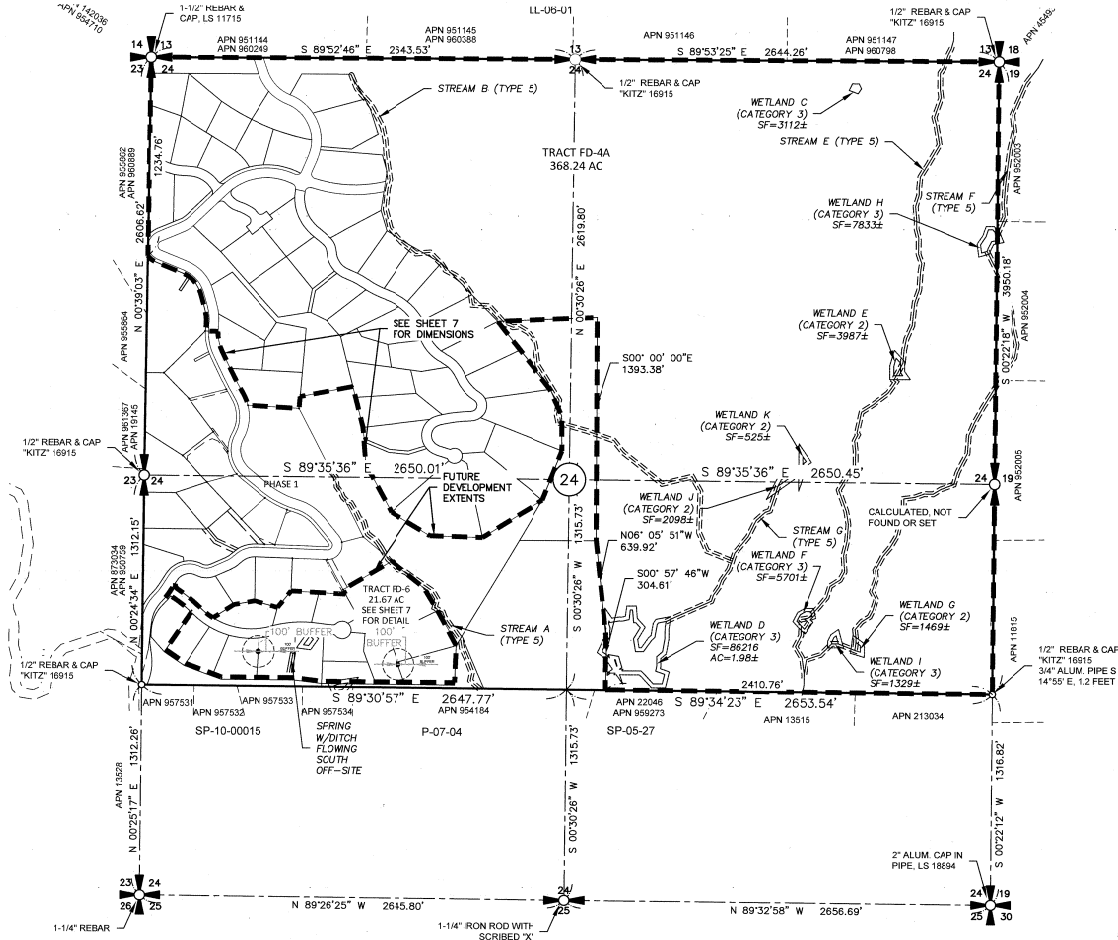 142036
APN 954710
1-1/2" REBAR &
CAP, LS 11715
LL-06-01
1/2" REBAR & CAP
"KITZ" 16915
APN 951144
APN 960249
APN 951145
APN 960388
APN 951146
APN 951147
APN 960798
14 13
23 24
S 89°52'46" E 2643.53'
13
24
S 89°53'25" E 2644.26'
13 18
24 19
1/2" REBAR & CAP
"KITZ" 16915
STREAM B (TYPE 5)
WETLAND C
(CATEGORY 3)
SF=3112±
STREAM E (TYPE 5)
TRACT FD-4A
368.24 AC
1234.76'
APN 960889
2606.62'
N 00°39'03" E
APN 955864
2619.80'
N 00°30'26" E
STREAM F
(TYPE 5)
APN 952003
WETLAND H
(CATEGORY 3)
SF=7833±
3950.18'
S 00°22'18" W
APN 952004
WETLAND E
(CATEGORY 2)
SF=3987±
SEE SHEET 7
FOR DIMENSIONS
S00° 00' 00"E
1393.38'
WETLAND K
(CATEGORY 2)
SF=525±
APN 951367
APN 19145
1/2" REBAR & CAP
"KITZ" 16915
23 24
S 89°35'36" E 2650.01'
PHASE 1
FUTURE
DEVELOPMENT
EXTENTS
24
S 89°35'36" E 2650.45'
24 19
APN 952005
CALCULATED, NOT
FOUND OR SET
WETLAND J
(CATEGORY 2)
SF=2098±
STREAM G
(TYPE 5)
N06° 05' 51"W
639.92'
WETLAND F
(CATEGORY 3)
SF=5701±
S00° 57' 46"W
304.61'
1312.15'
N 00°24'34" E
APN 873034
APN 950759
1315.73'
S 00°30'26" W
TRACT FD-6
21.67 AC
SEE SHEET 7
FOR DETAIL
100' BUFFER
100'
BUFFER
STREAM A
(TYPE 5)
WETLAND D
(CATEGORY 3)
SF=86216
AC=1.98±
WETLAND G
(CATEGORY 2)
SF=1469±
WETLAND I
(CATEGORY 3)
SF=1329±
APN 11615
1/2" REBAR & CAP
"KITZ" 16915
1/2" REBAR & CAP
"KITZ" 16915
3/4" ALUM. PIPE S
14°55' E, 1.2 FEET
2410.76'
S 89°30'57" E 2647.77'
S 89°34'23" E 2653.54'
APN 957531
APN 957532
APN 957533
APN 957534
APN 954184
APN 22046
APN 959273
APN 13515
APN 213034
SP-10-00015
P-07-04
SP-05-27
SPRING
W/DITCH
FLOWING
SOUTH
OFF-SITE
1312.26'
APN 13528
N 00°25'17" E
1315.73'
S 00°30'26" W
1316.82'
S 00°22'12" W
2" ALUM. CAP IN
PIPE, LS 18894
23 24
26 25
N 89°26'25" W 2645.80'
24
25
N 89°32'58" W 2656.69'
24 19
25 30
1-1/4" REBAR
1-1/4" IRON ROD WITH
SCRIBED "X"